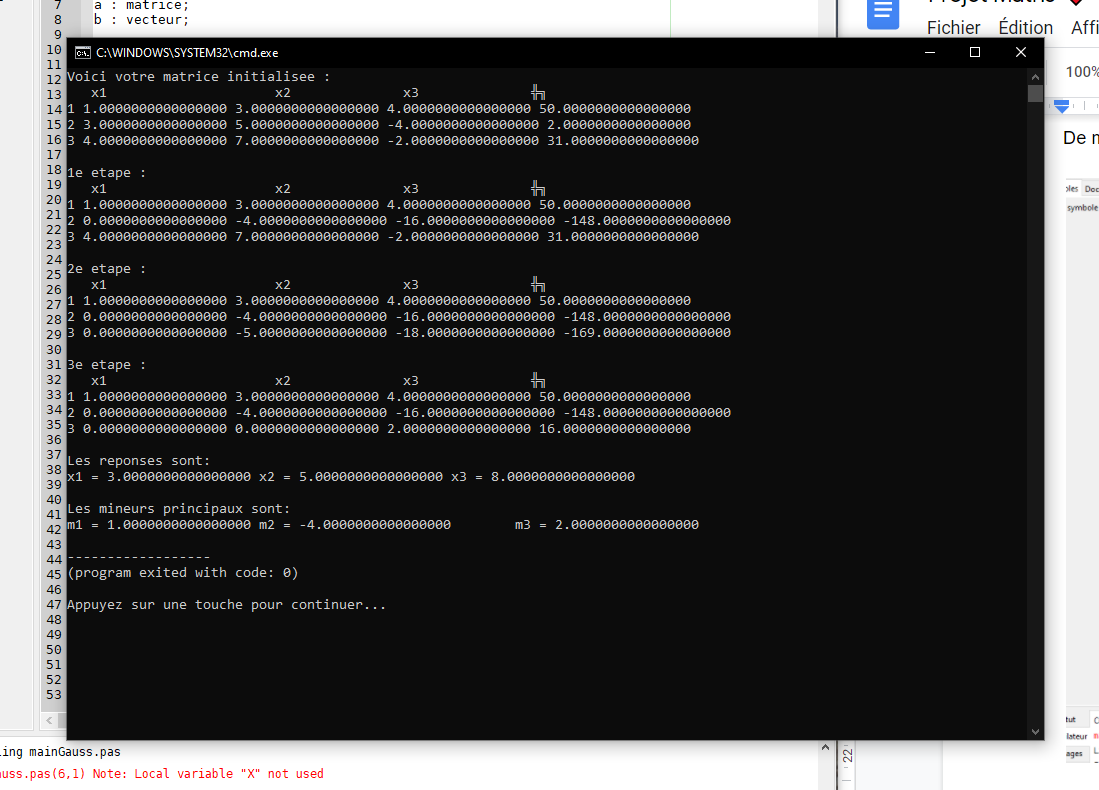 7 a : matrice;
8 b : vecteur;
9
Fichier Édition Affi
100%
C:\WINDOWS\SYSTEM32\cmd.exe
Voici votre matrice initialisee :
x1 x2 x3 ╬╗
1 1.0000000000000000 3.0000000000000000 4.0000000000000000 50.0000000000000000
2 3.0000000000000000 5.0000000000000000 -4.0000000000000000 2.0000000000000000
3 4.0000000000000000 7.0000000000000000 -2.0000000000000000 31.0000000000000000
1e etape :
x1 x2 x3 ╬╗
1 1.0000000000000000 3.0000000000000000 4.0000000000000000 50.0000000000000000
2 0.0000000000000000 -4.0000000000000000 -16.0000000000000000 -148.0000000000000000
3 4.0000000000000000 7.0000000000000000 -2.0000000000000000 31.0000000000000000
2e etape :
x1 x2 x3 ╬╗
1 1.0000000000000000 3.0000000000000000 4.0000000000000000 50.0000000000000000
2 0.0000000000000000 -4.0000000000000000 -16.0000000000000000 -148.0000000000000000
3 0.0000000000000000 -5.0000000000000000 -18.0000000000000000 -169.0000000000000000
3e etape :
x1 x2 x3 ╬╗
1 1.0000000000000000 3.0000000000000000 4.0000000000000000 50.0000000000000000
2 0.0000000000000000 -4.0000000000000000 -16.0000000000000000 -148.0000000000000000
3 0.0000000000000000 0.0000000000000000 2.0000000000000000 16.0000000000000000
Les reponses sont:
x1 = 3.0000000000000000 x2 = 5.0000000000000000 x3 = 8.0000000000000000
Les mineurs principaux sont:
m1 = 1.0000000000000000 m2 = -4.0000000000000000 m3 = 2.0000000000000000
------------------
(program exited with code: 0)
Appuyez sur une touche pour continuer...
10
11
12
13
14
15
16
17
18
19
20
21
22
23
24
25
26
27
28
29
30
31
32
33
34
35
36
37
38
39
40
41
42
43
44
45
46
47
48
49
50
51
52
53
De
symbole
ling mainGauss.pas
auss.pas(6,1) Note: Local variable "X" not used
22